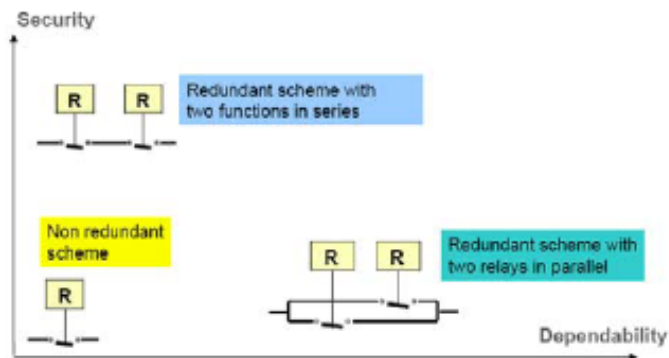 Security
R
R
Redundant scheme with
two functions in series
Non redundant
scheme
R
R
Redundant scheme with
two relays in parallel
R
Dependability